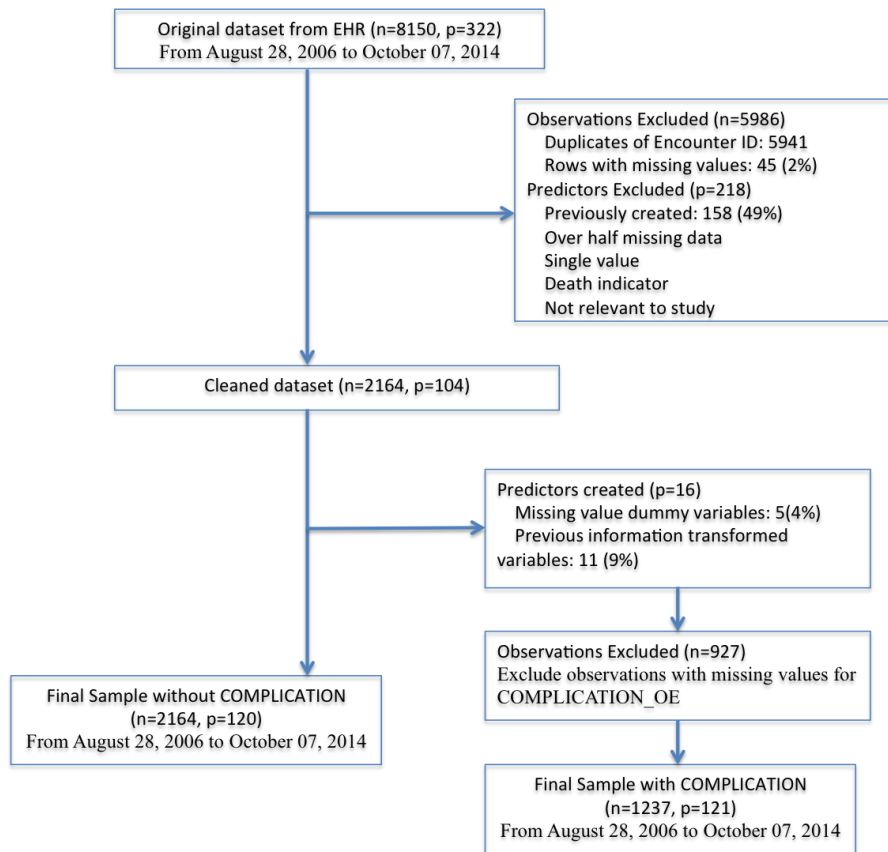 Original dataset from EHR (n=8150, p=322)
From August 28, 2006 to October 07, 2014
Observations Excluded (n=5986)
Duplicates of Encounter ID: 5941
Rows with missing values: 45 (2%)
Predictors Excluded (p=218)
Previously created: 158 (49%)
Over half missing data
Single value
Death indicator
Not relevant to study
Cleaned dataset (n=2164, p=104)
Predictors created (p=16)
Missing value dummy variables: 5(4%)
Previous information transformed
variables: 11 (9%)
Observations Excluded (n=927)
Exclude observations with missing values for
COMPLICATION_OE
Final Sample without COMPLICATION
(n=2164, p=120)
From August 28, 2006 to October 07, 2014
Final Sample with COMPLICATION
(n=1237, p=121)
From August 28, 2006 to October 07, 2014